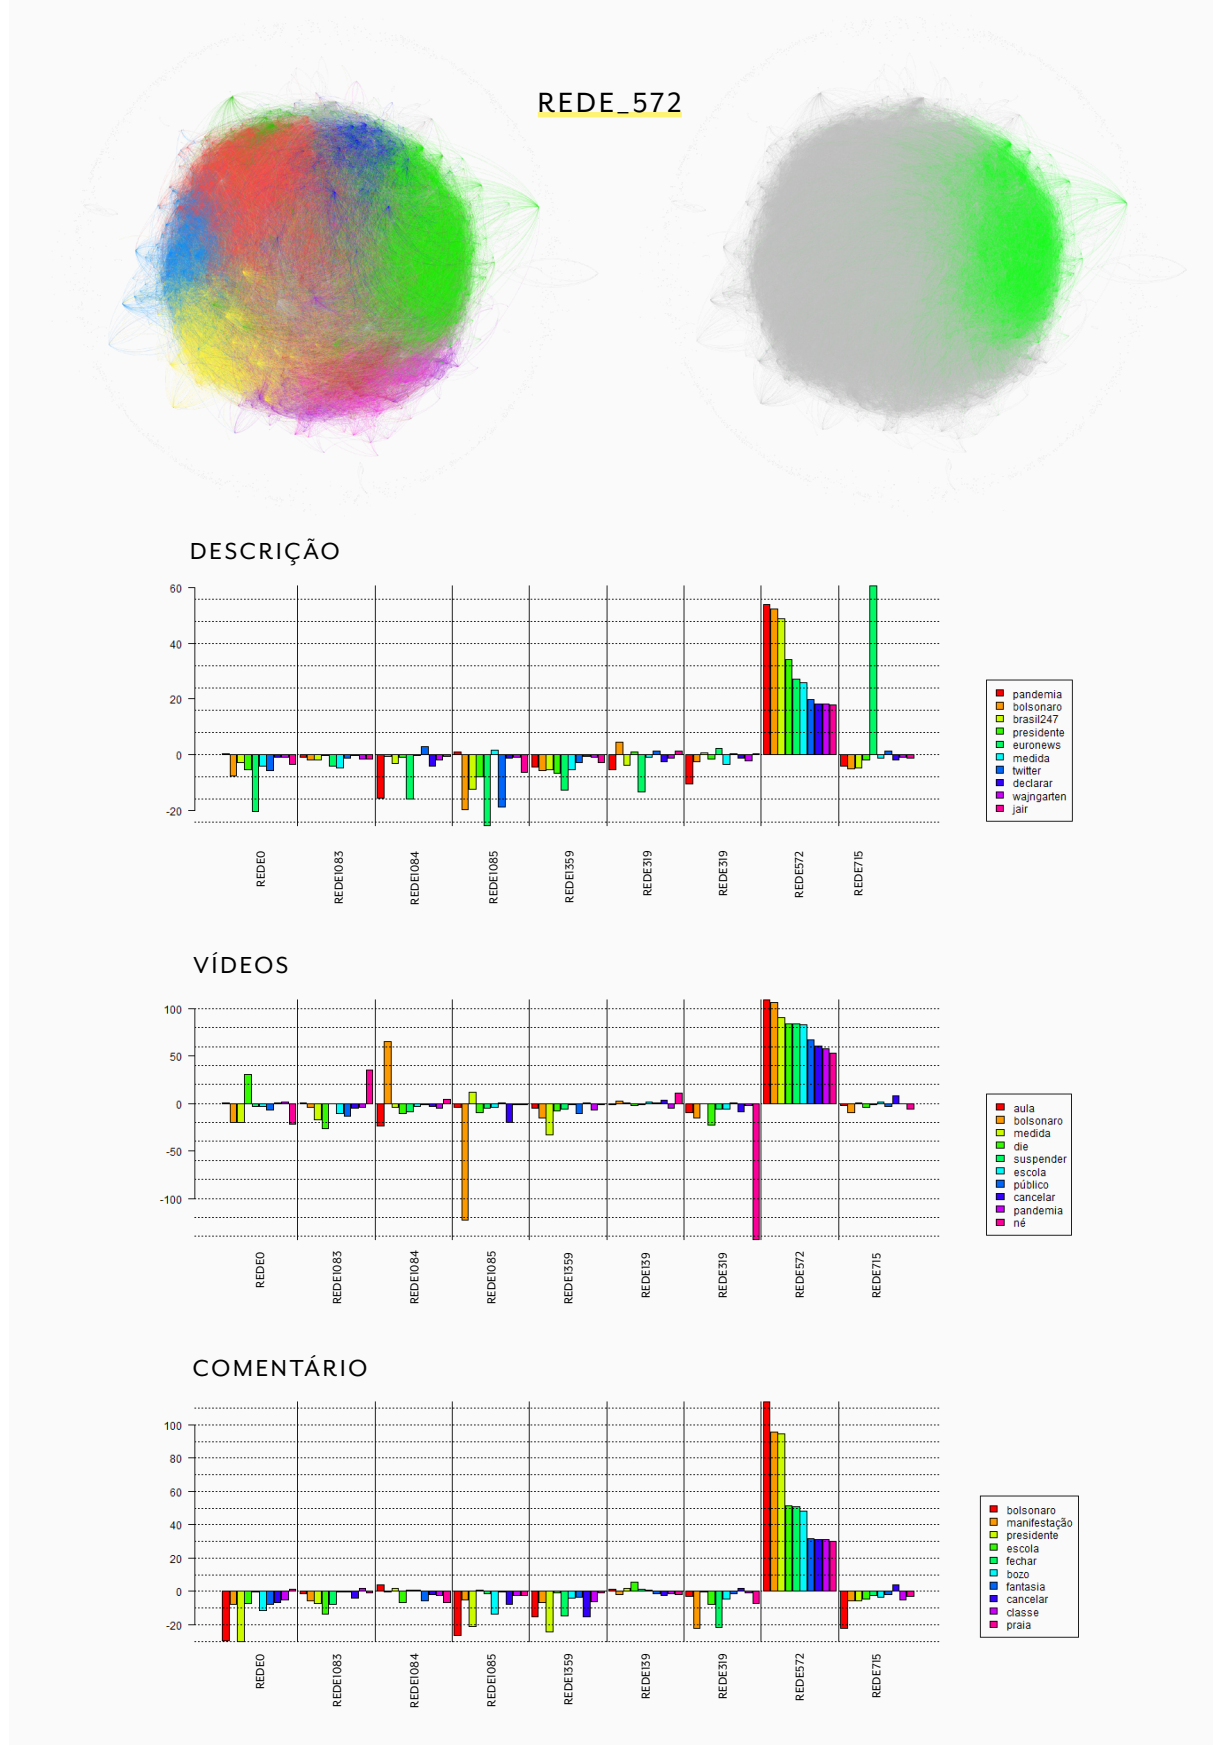 REDE_572
DESCRIÇÃO
60
40
20
0
-20
REDE0
REDE1083
REDE1084
REDE1085
REDE1359
REDE319
REDE319
REDE572
REDE715
pandemia
bolsonaro
brasil247
presidente
euronews
medida
twitter
declarar
wajngarten
jair
VÍDEOS
100
50
0
-50
-100
REDE0
REDE1083
REDE1084
REDE1085
REDE1359
REDE139
REDE319
REDE572
REDE715
aula
bolsonaro
medida
die
suspender
escola
público
cancelar
pandemia
né
COMENTÁRIO
100
80
60
40
20
0
-20
REDE0
REDE1083
REDE1084
REDE1085
REDE1359
REDE139
REDE319
REDE572
REDE715
bolsonaro
manifestação
presidente
escola
fechar
bozo
fantasia
cancelar
classe
praia